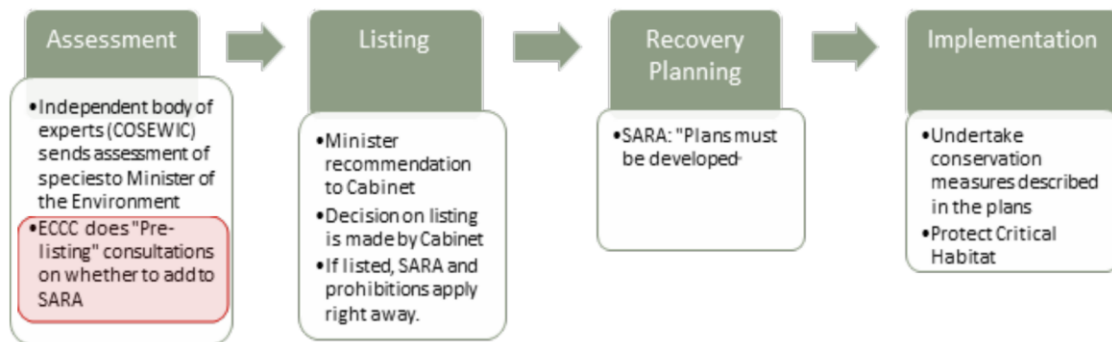 Assessment
•Independent body of
experts (COSEWIC)
sends assessment of
speciesto Minister of
the Environment
•ECCC does "Pre-
listing" consultations
on whether to add to
SARA
Listing
•Minister
recommendation
to Cabinet
•Decision on listing
is made by Cabinet
•If listed, SARA and
prohibitions apply
right away.
Recovery
Planning
•SARA: "Plans must
be developed
Implementation
•Undertake
conservation
measures described
in the plans
•Protect Critical
Habitat